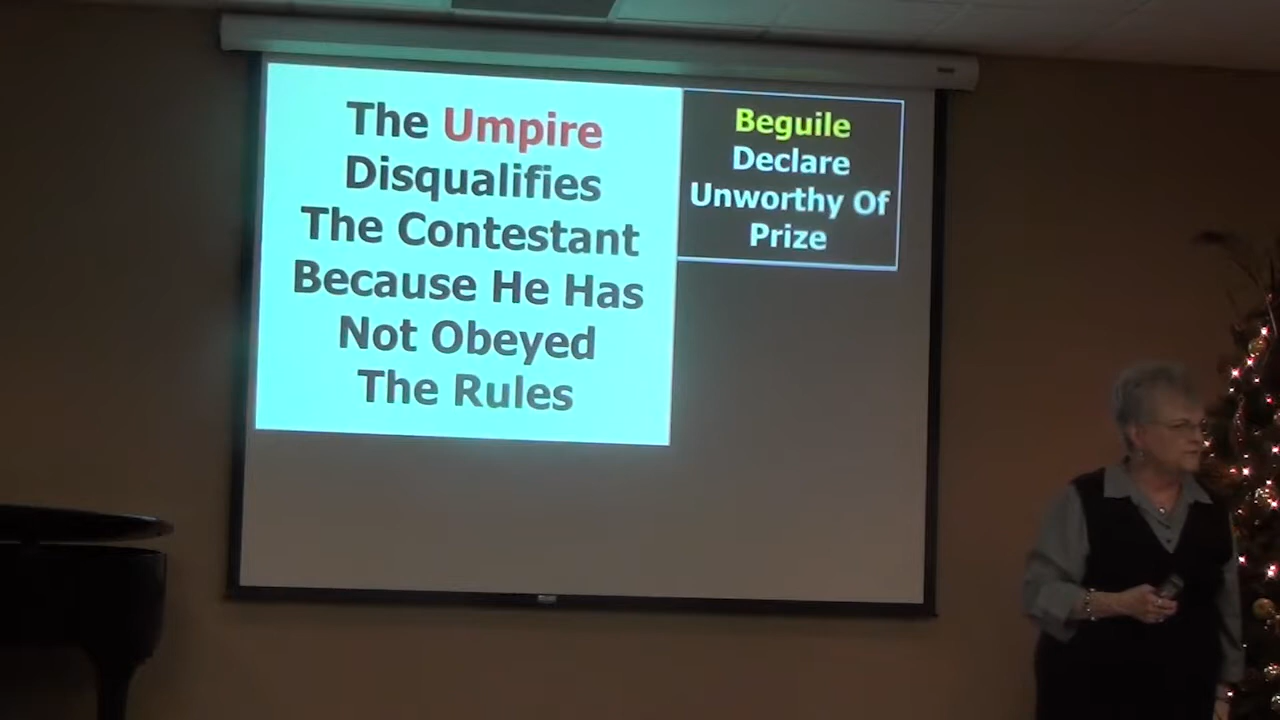 The Umpire
Disqualifies
The Contestant
Because He Has
Not Obeyed
The Rules
Beguile
Declare
Unworthy Of
Prize